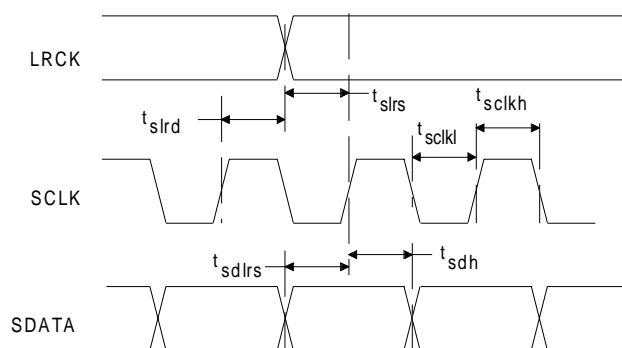 LRCK
t slrs
t sclkh
t slrd
t sclkl
SCLK
t sdlrs
t sdh
SDATA